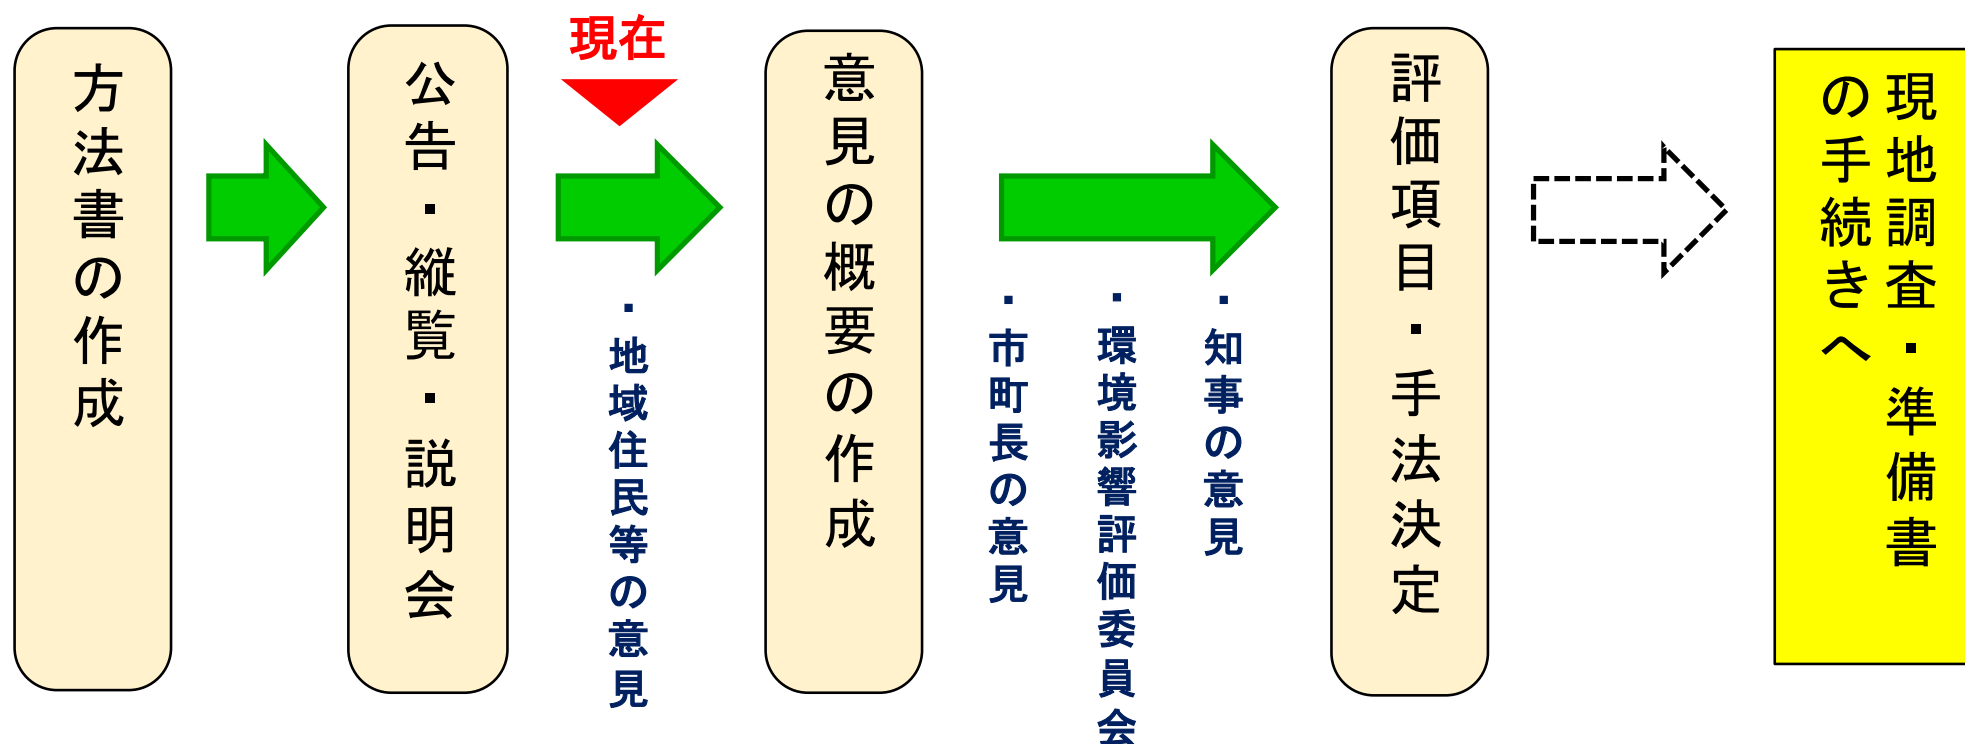 方法書の作成
公告・縦覧・説明会
現在
・地域住民等の意見
意見の概要の作成
・市町長の意見
・環境影響評価委員会
・知事の意見
評価項目・手法決定
現地調査・準備書
の手続きへ